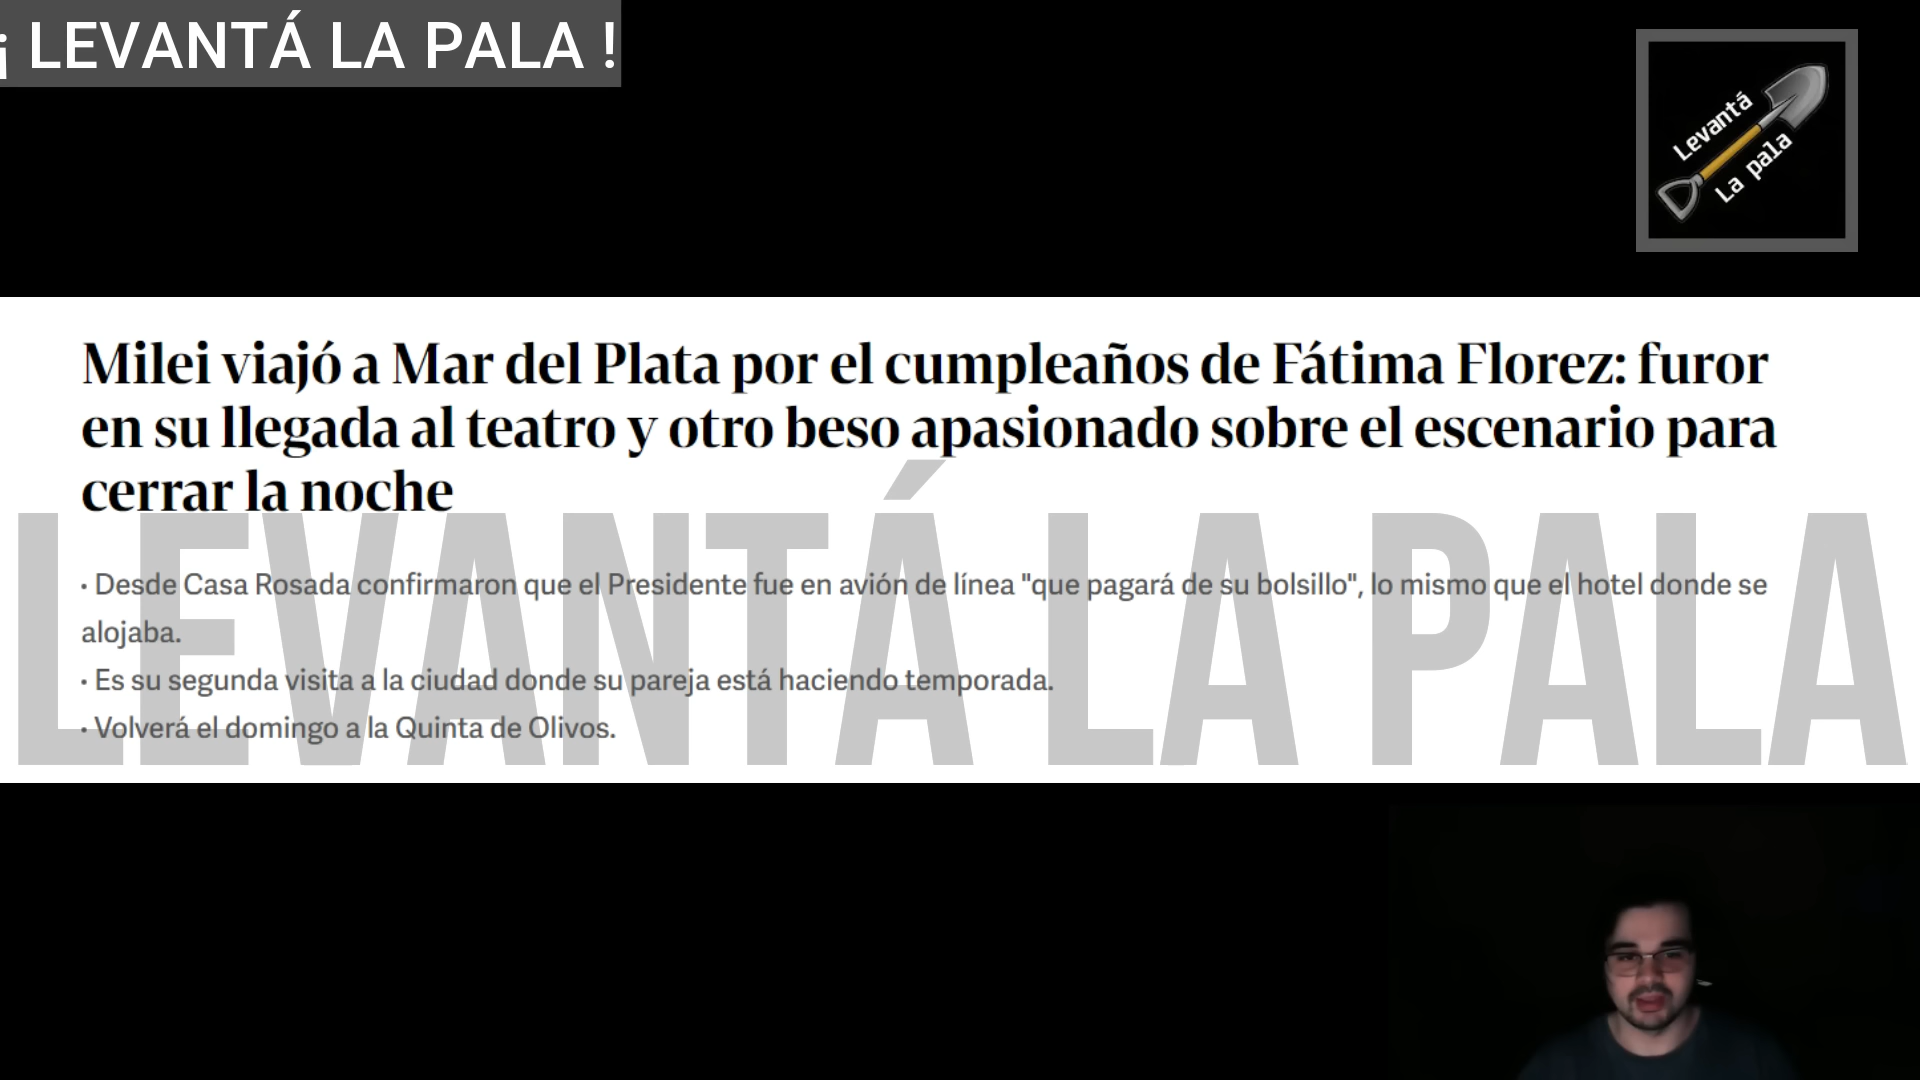 ¡ LEVANTÁ LA PALA !
Levantá
La pala
Milei viajó a Mar del Plata por el cumpleaños de Fátima Florez: furor
en su llegada al teatro y otro beso apasionado sobre el escenario para
cerrar la noche
LEVANTÁ LA PALA
· Desde Casa Rosada confirmaron que el Presidente fue en avión de línea "que pagará de su bolsillo", lo mismo que el hotel donde se
alojaba.
· Es su segunda visita a la ciudad donde su pareja está haciendo temporada.
· Volverá el domingo a la Quinta de Olivos.